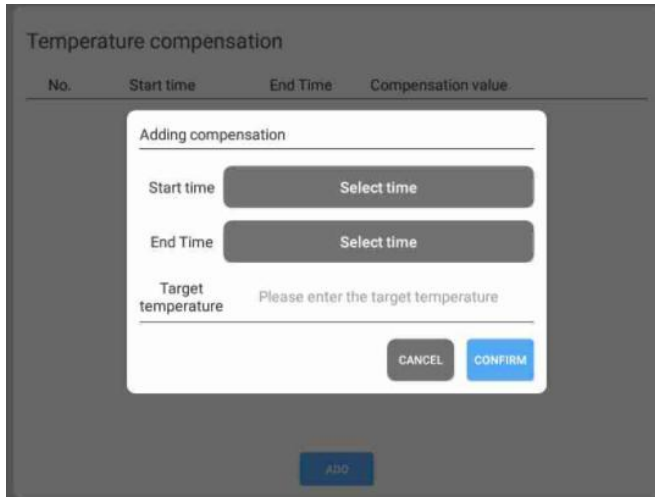 Temperature compensation
No. Start time End Time Compensation value
Adding compensation
Start time Select time
End Time Select time
Target
temperature Please enter the target temperature
CANCEL CONFIRM
ADD